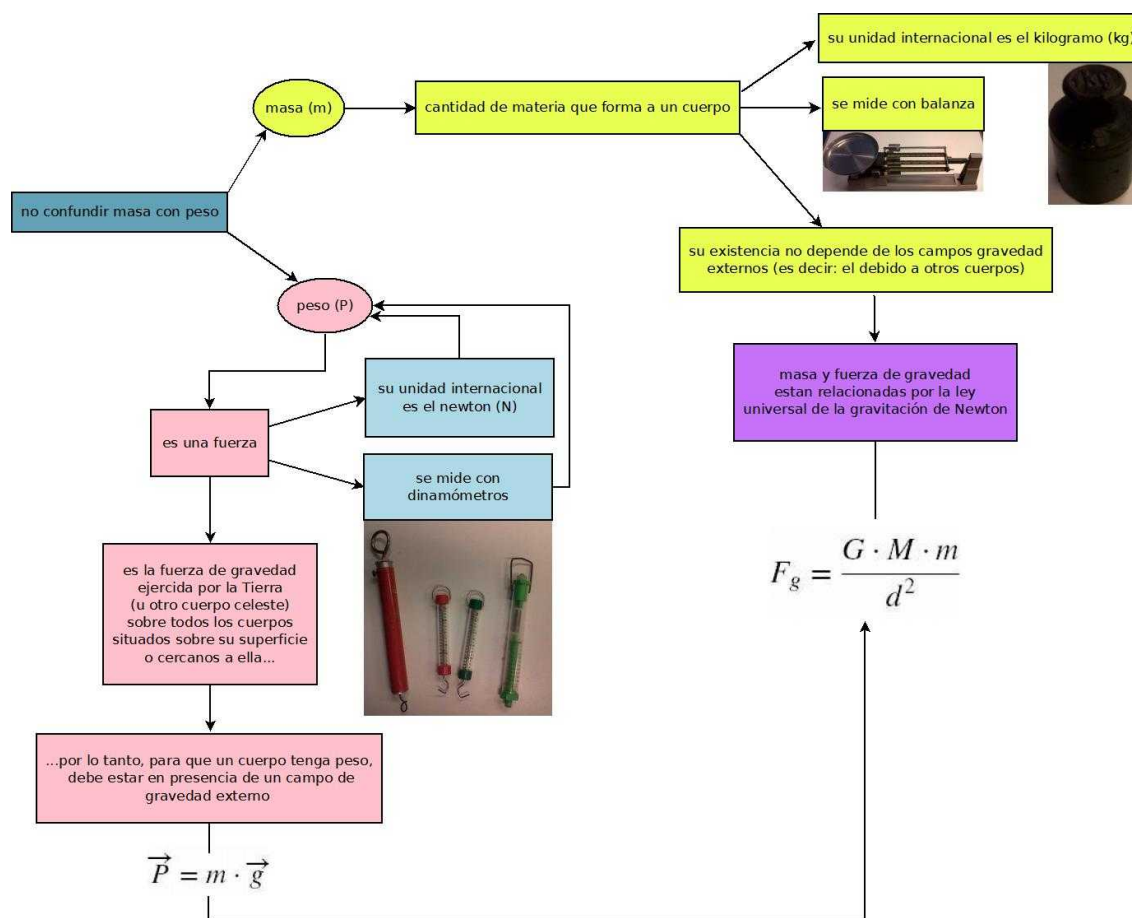 su unidad internacional es el kilogramo (kg)
masa (m)
cantidad de materia que forma a un cuerpo
se mide con balanza
no confundir masa con peso
su existencia no depende de los campos gravedad
externos (es decir: el debido a otros cuerpos)
peso (P)
su unidad internacional
es el newton (N)
masa y fuerza de gravedad
estan relacionadas por la ley
universal de la gravitación de Newton
es una fuerza
se mide con
dinamómetros
es la fuerza de gravedad
ejercida por la Tierra
(u otro cuerpo celeste)
sobre todos los cuerpos
situados sobre su superficie
o cercanos a ella...
F_g = G · M · m / d²
...por lo tanto, para que un cuerpo tenga peso,
debe estar en presencia de un campo de
gravedad externo
P⃗ = m · g⃗